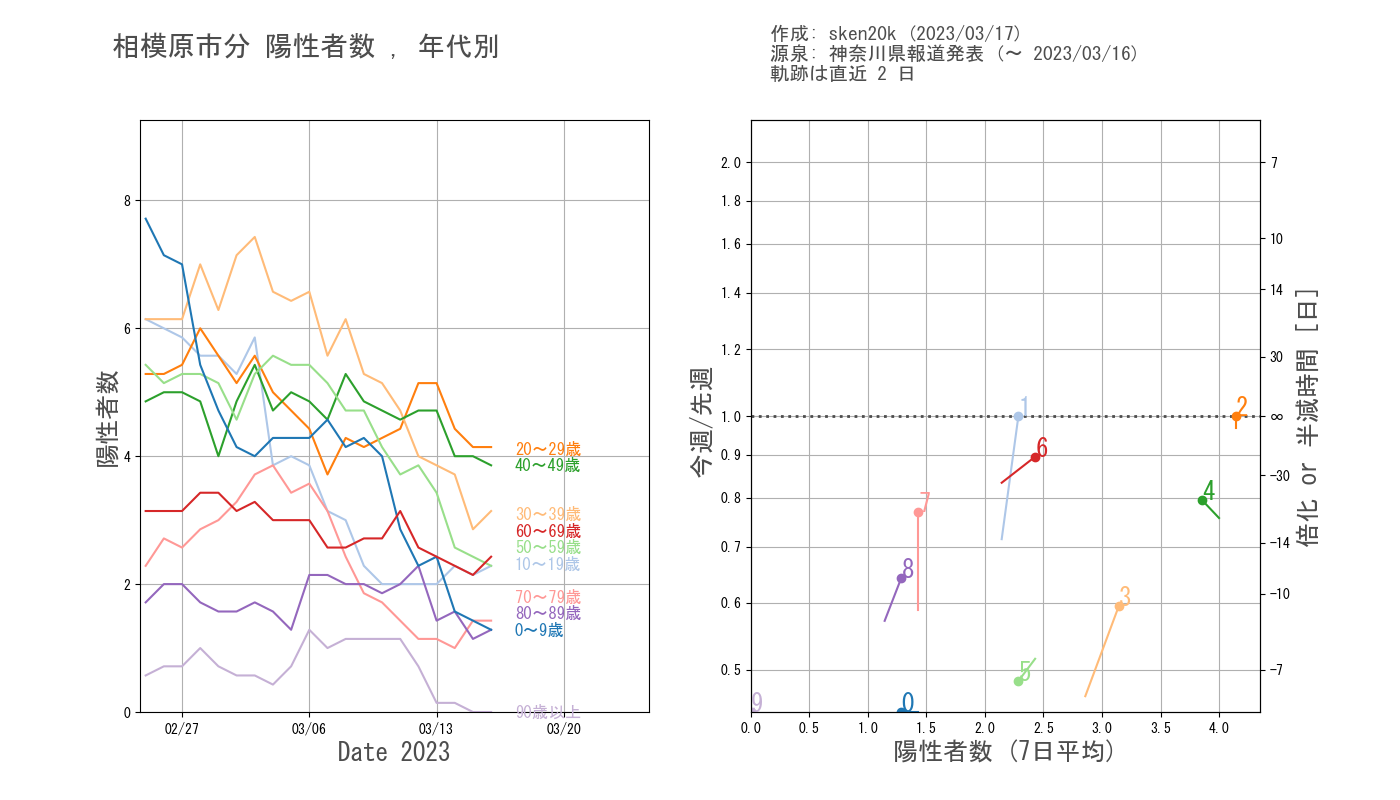 相模原市分 陽性者数 , 年代別
作成: sken20k (2023/03/17)
源泉: 神奈川県報道発表 (〜 2023/03/16)
軌跡は直近 2 日
陽性者数
8
6
4
2
0
02/27
03/06
03/13
03/20
Date 2023
20〜29歳
40〜49歳
30〜39歳
60〜69歳
50〜59歳
10〜19歳
70〜79歳
80〜89歳
0〜9歳
90歳以上
今週/先週
2.0
1.8
1.6
1.4
1.2
1.0
0.9
0.8
0.7
0.6
0.5
1
2
6
4
7
8
3
5
0
9
0.0
0.5
1.0
1.5
2.0
2.5
3.0
3.5
4.0
陽性者数 (7日平均)
7
10
14
30
∞
−30
−14
−10
−7
倍化 or 半減時間 [日]